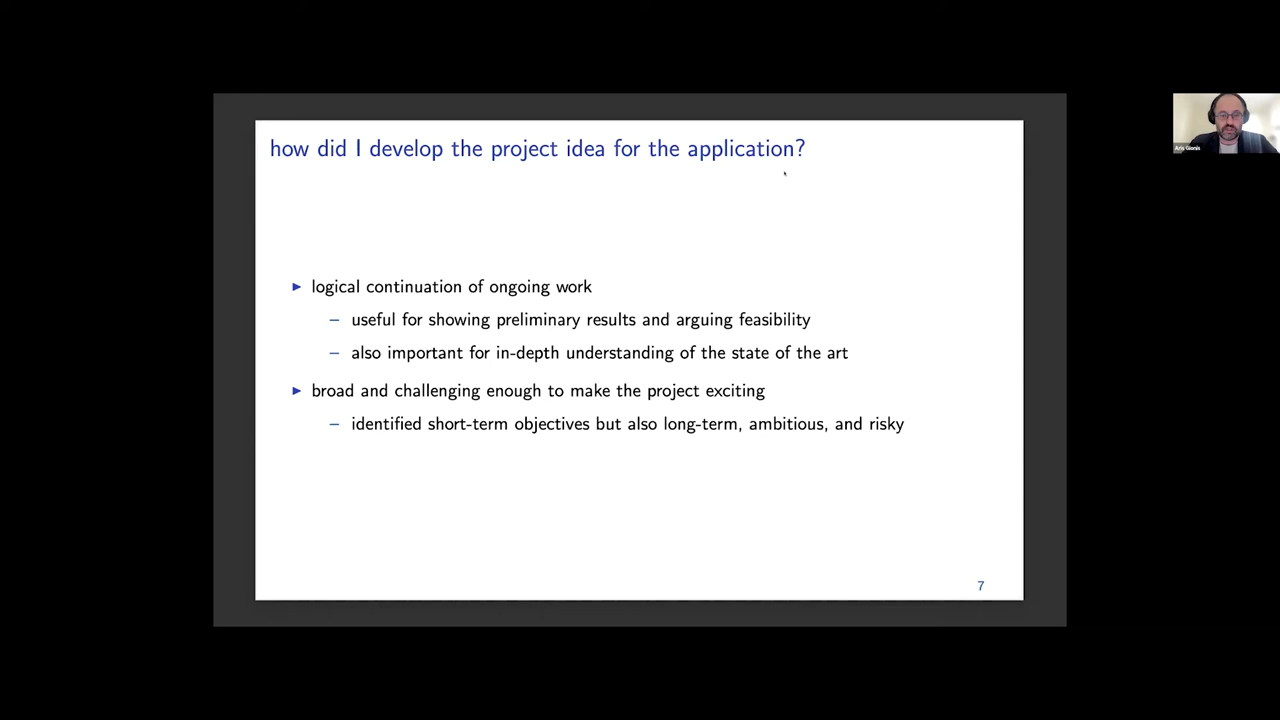 how did I develop the project idea for the application?
▶ logical continuation of ongoing work
– useful for showing preliminary results and arguing feasibility
– also important for in-depth understanding of the state of the art
▶ broad and challenging enough to make the project exciting
– identified short-term objectives but also long-term, ambitious, and risky
7
Aris Gionis